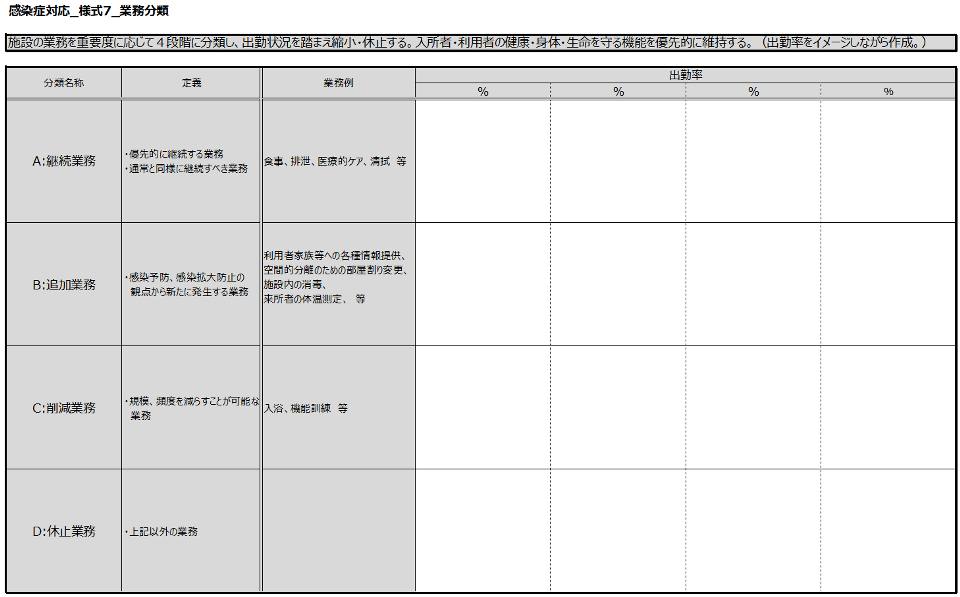 感染症対応_様式7_業務分類
施設の業務を重要度に応じて４段階に分類し、出勤状況を踏まえ縮小・休止する。入所者・利用者の健康・身体・生命を守る機能を優先的に維持する。（出勤率をイメージしながら作成。）
分類名称
定義
業務例
出勤率
%
%
%
%
A:継続業務
・優先的に継続する業務
・通常と同様に継続すべき業務
食事、排泄、医療的ケア、清拭　等
B:追加業務
・感染予防、感染拡大防止の
観点から新たに発生する業務
利用者家族等への各種情報提供、
空間的分離のための部屋割り変更、
施設内の消毒、
来所者の体温測定、　等
C:削減業務
・規模、頻度を減らすことが可能な
業務
入浴、機能訓練　等
D:休止業務
・上記以外の業務